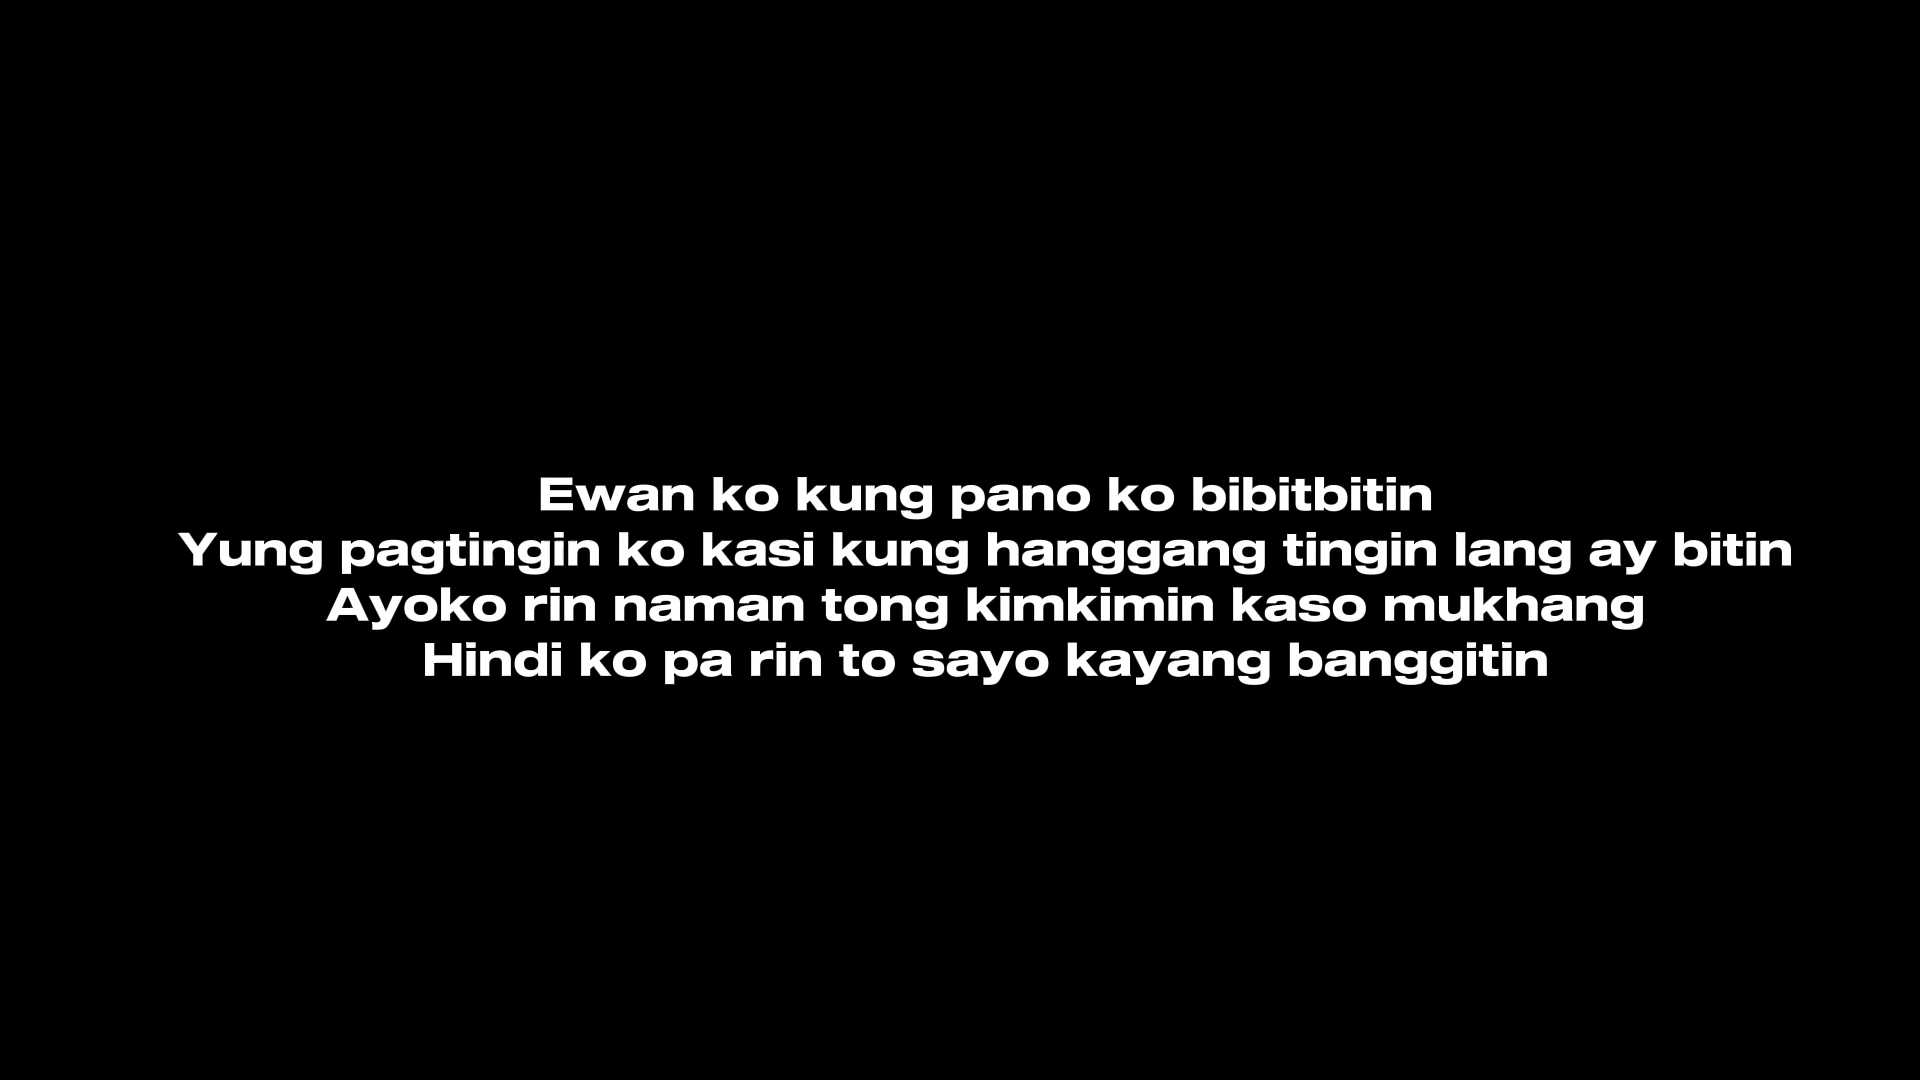 Ewan ko kung pano ko bibitbitin
Yung pagtingin ko kasi kung hanggang tingin lang ay bitin
Ayoko rin naman tong kimkimin kaso mukhang
Hindi ko pa rin to sayo kayang banggitin